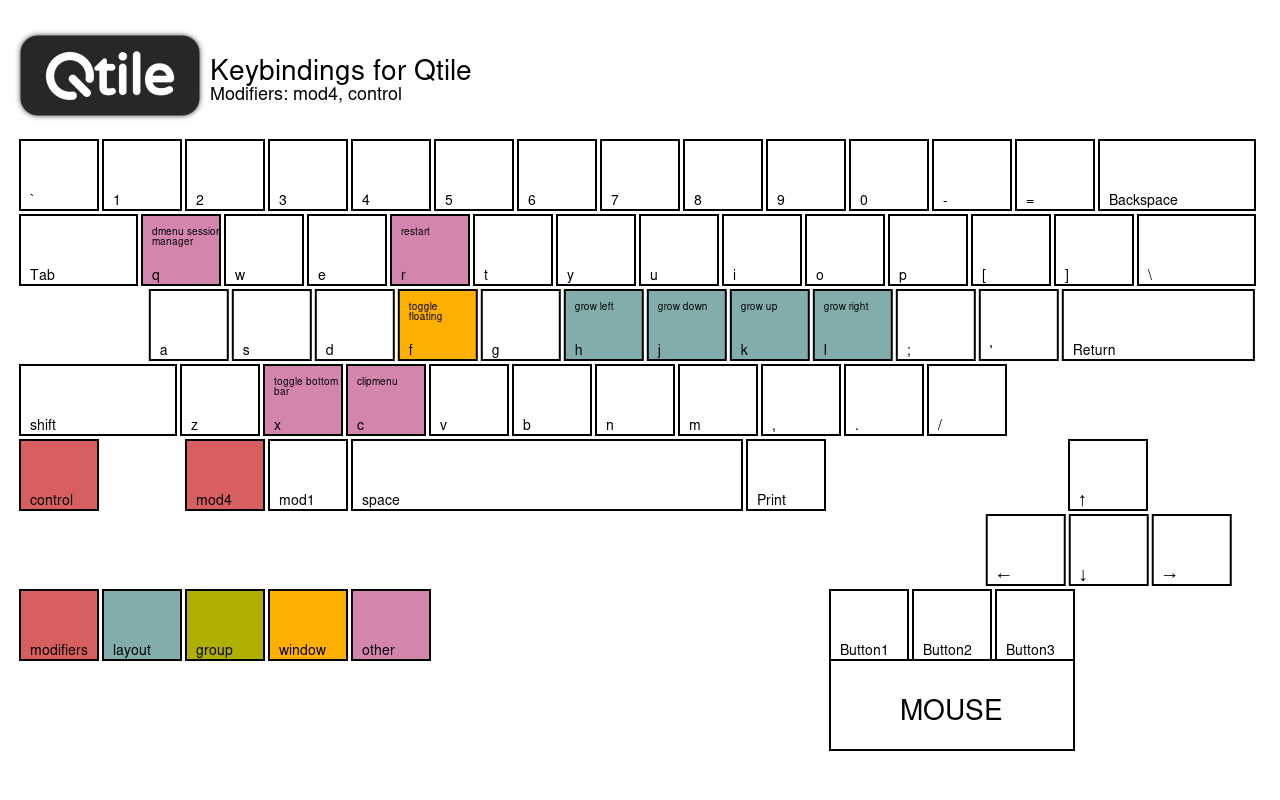 Qtile
Keybindings for Qtile
Modifiers: mod4, control
` 1 2 3 4 5 6 7 8 9 0 - = Backspace
dmenu session restart
manager
Tab q w e r t y u i o p [ ] \
toggle grow left grow down grow up grow right
floating
a s d f g h j k l ; ' Return
toggle bottom clipmenu
bar
shift z x c v b n m , . /
control mod4 mod1 space Print ↑
← ↓ →
modifiers layout group window other Button1 Button2 Button3
MOUSE